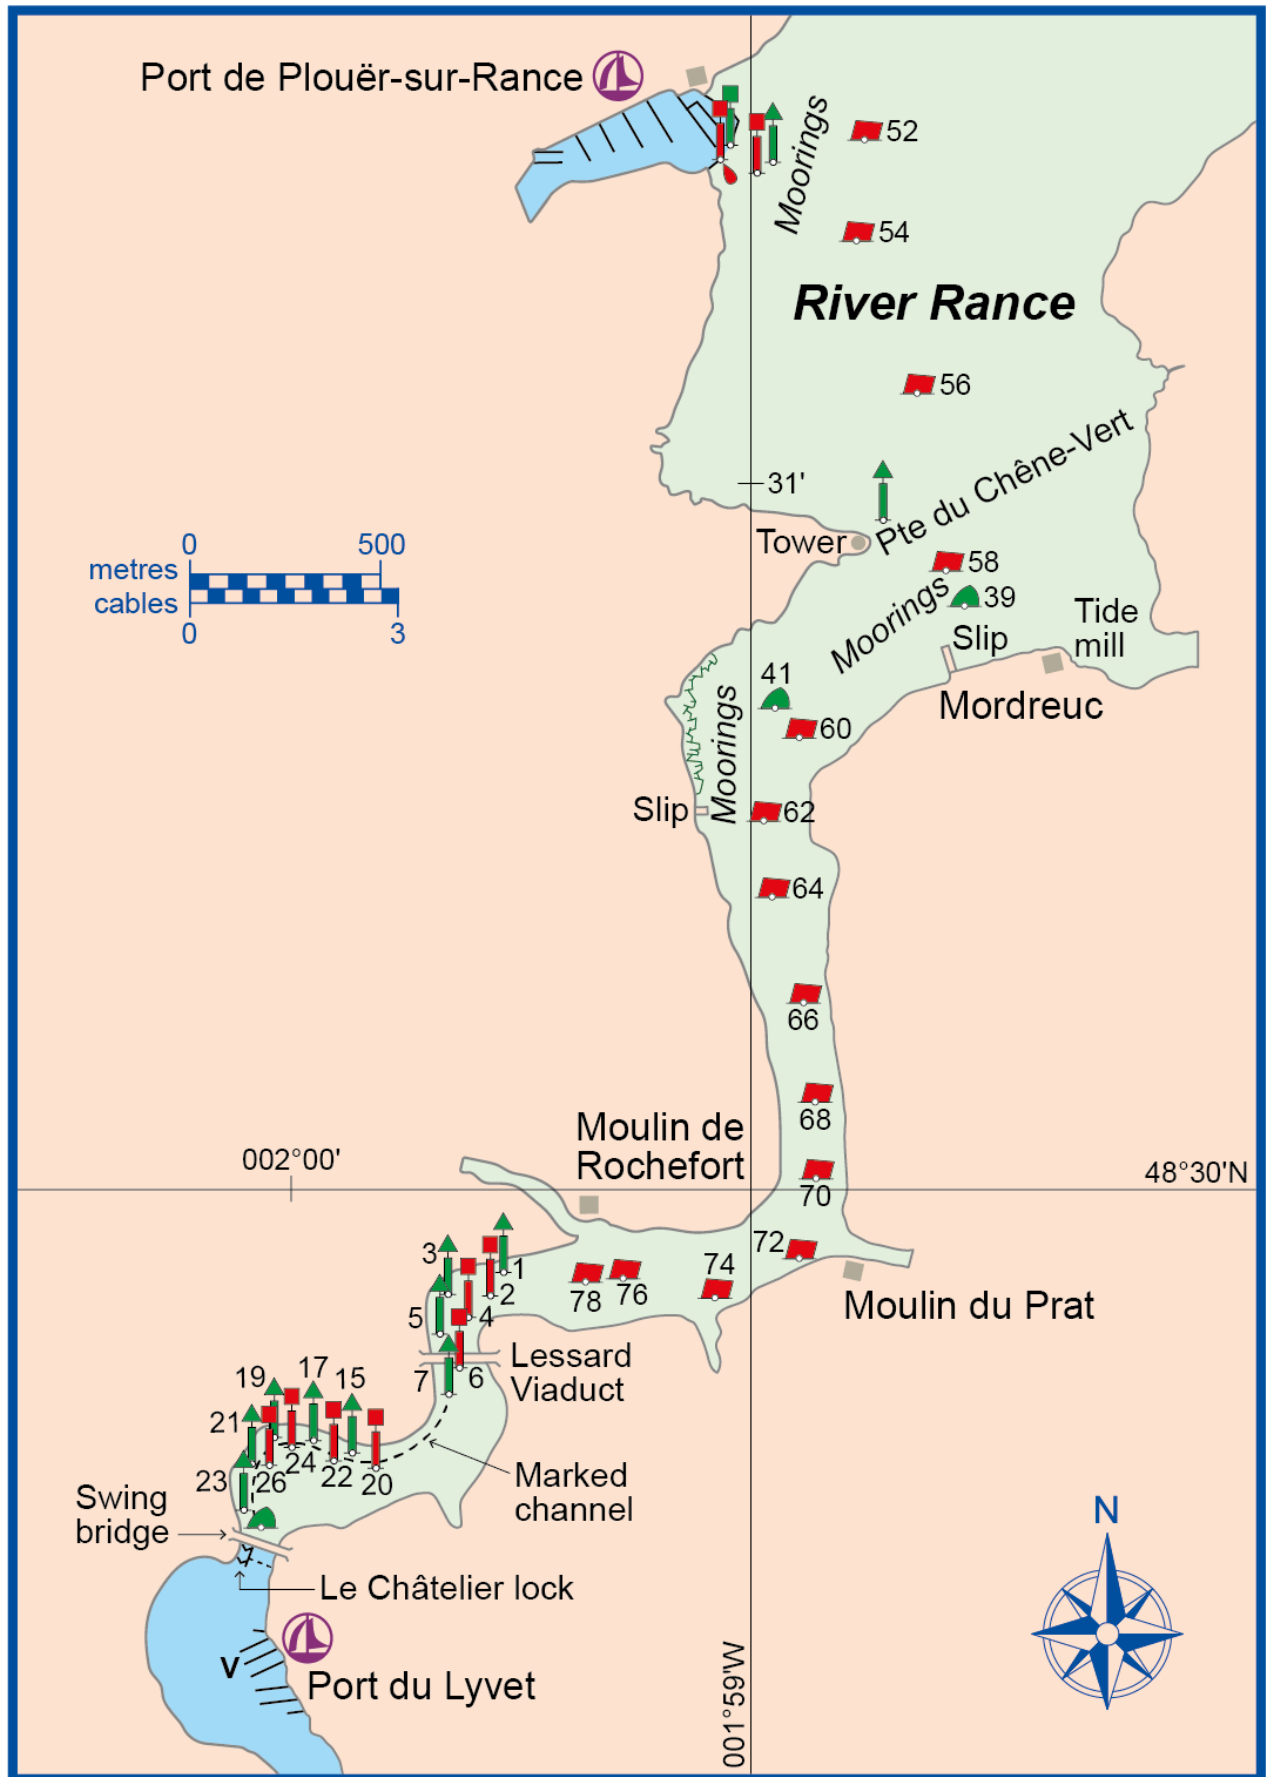 Port de Plouër-sur-Rance
Moorings
52
54
River Rance
56
31'
Pte du Chêne-Vert
Tower
58
39
Moorings
Slip
Tide
mill
0
500
metres
cables
0
3
41
Mordreuc
Moorings
60
Slip
62
64
66
68
Moulin de
Rochefort
002°00'
48°30'N
70
72
74
76
78
Moulin du Prat
3
1
2
5
4
7
6
Lessard
Viaduct
19
17
15
21
24
22
20
23
26
Marked
channel
Swing
bridge
Le Châtelier lock
N
V
Port du Lyvet
001°59'W